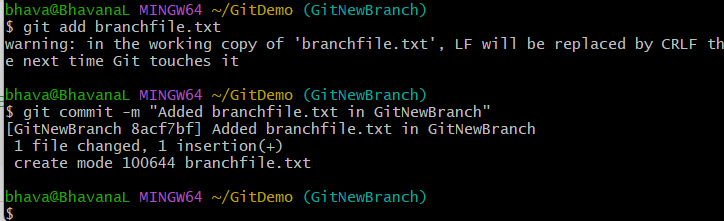 bhava@BhavanaL MINGW64 ~/GitDemo (GitNewBranch)
$ git add branchfile.txt
warning: in the working copy of 'branchfile.txt', LF will be replaced by CRLF th
e next time Git touches it
bhava@BhavanaL MINGW64 ~/GitDemo (GitNewBranch)
$ git commit -m "Added branchfile.txt in GitNewBranch"
[GitNewBranch 8acf7bf] Added branchfile.txt in GitNewBranch
 1 file changed, 1 insertion(+)
 create mode 100644 branchfile.txt
bhava@BhavanaL MINGW64 ~/GitDemo (GitNewBranch)
$